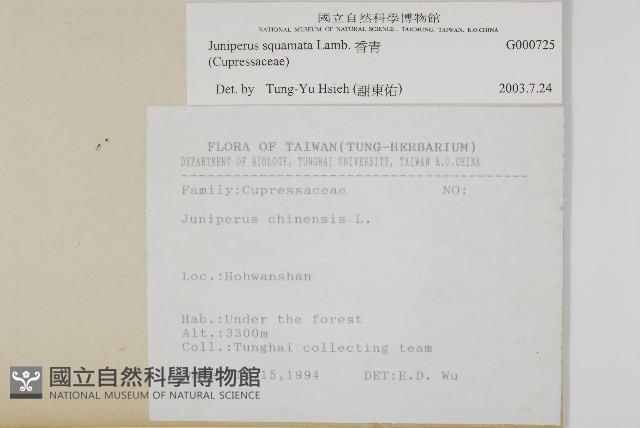 國立自然科學博物館
NATIONAL MUSEUM OF NATURAL SCIENCE , TAICHUNG, TAIWAN, R.O.CHINA
Juniperus squamata Lamb. 香青 G000725
(Cupressaceae)
Det. by Tung-Yu Hsieh (謝東佑) 2003.7.24
FLORA OF TAIWAN(TUNG-HERBARIUM)
DEPARTMENT OF BIOLOGY, TUNGHAI UNIVERSITY, TAIWAN R.O.CHINA
Family:Cupressaceae NO:
Juniperus chinensis L.
Loc.:Hohwanshan
Hab.:Under the forest
Alt.:3300m
Coll.:Tunghai collecting team
15,1994 DET:E.D. Wu
國立自然科學博物館
NATIONAL MUSEUM OF NATURAL SCIENCE